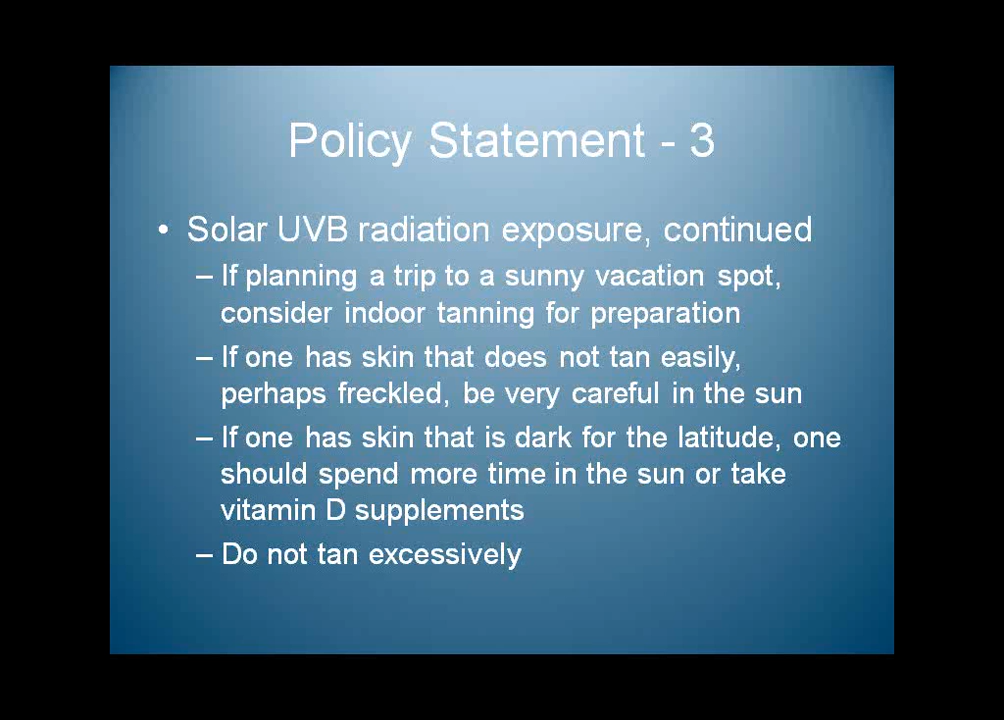 Policy Statement - 3
• Solar UVB radiation exposure, continued
– If planning a trip to a sunny vacation spot,
consider indoor tanning for preparation
– If one has skin that does not tan easily,
perhaps freckled, be very careful in the sun
– If one has skin that is dark for the latitude, one
should spend more time in the sun or take
vitamin D supplements
– Do not tan excessively